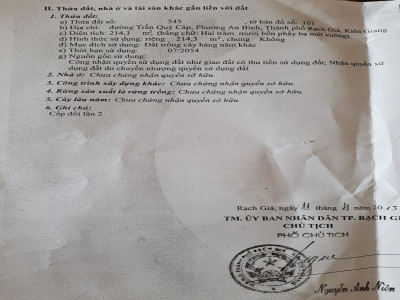 II. Thửa đất, nhà ở và tài sản khác gắn liền với đất
1. Thửa đất:
a) Thửa đất số: 545 , tờ bản đồ số: 101
b) Địa chỉ: đường Trần Quý Cáp, Phường An Bình, Thành phố Rạch Giá, Kiên Giang
c) Diện tích: 214,3 m², (bằng chữ: Hai trăm mười bốn phẩy ba mét vuông)
d) Hình thức sử dụng: riêng 214,3 m², chung Không
đ) Mục đích sử dụng: Đất trồng cây hàng năm khác
e) Thời hạn sử dụng: 07/2054
g) Nguồn gốc sử dụng:
Công nhận quyền sử dụng đất như giao đất có thu tiền sử dụng đất; Nhận quyền sử
dụng đất do chuyển nhượng quyền sử dụng đất
2. Nhà ở: Chưa chứng nhận quyền sở hữu.
3. Công trình xây dựng khác: Chưa chứng nhận quyền sở hữu.
4. Rừng sản xuất là rừng trồng: Chưa chứng nhận quyền sở hữu.
5. Cây lâu năm: Chưa chứng nhận quyền sở hữu.
6. Ghi chú:
Cấp đổi lần 2
Rạch Giá, ngày 11 tháng năm 2013
TM. ỦY BAN NHÂN DÂN TP. RẠCH GI
CHỦ TỊCH
PHÓ CHỦ TỊCH
Nguyễn Anh Niên